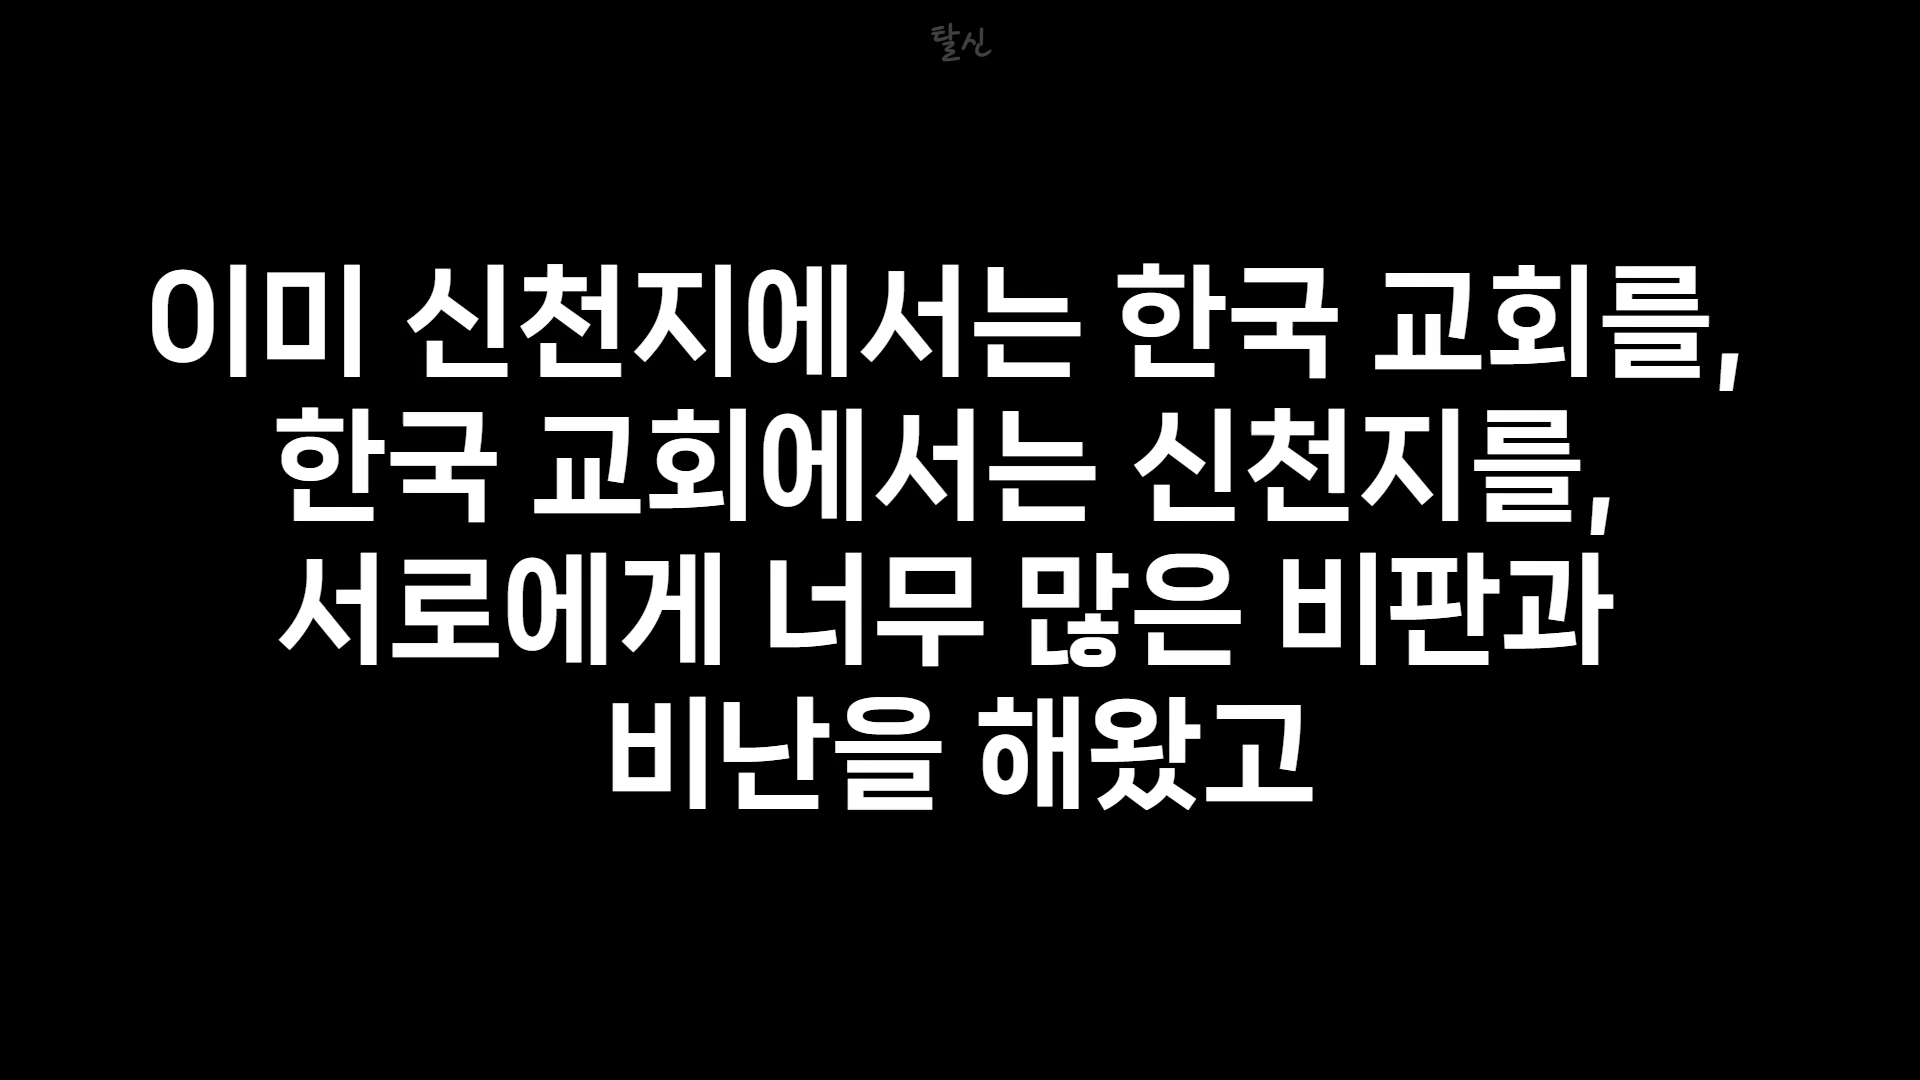 탈신
이미 신천지에서는 한국 교회를,
한국 교회에서는 신천지를,
서로에게 너무 많은 비판과
비난을 해왔고